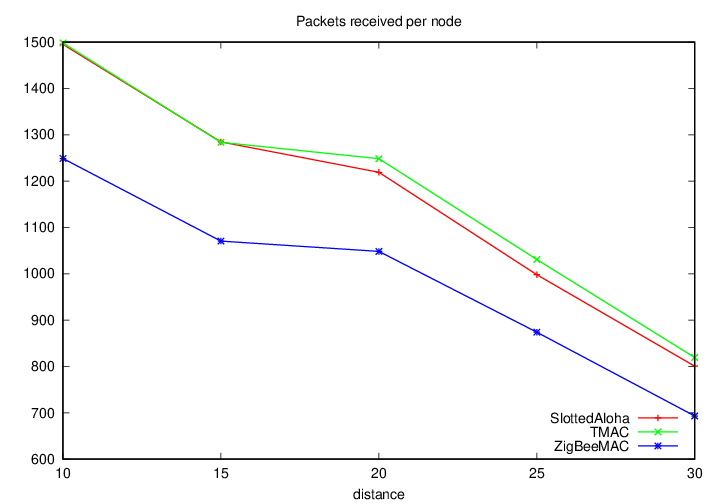 Packets received per node
1500
1400
1300
1200
1100
1000
900
800
700
600
SlottedAloha
TMAC
ZigBeeMAC
10 15 20 25 30
distance